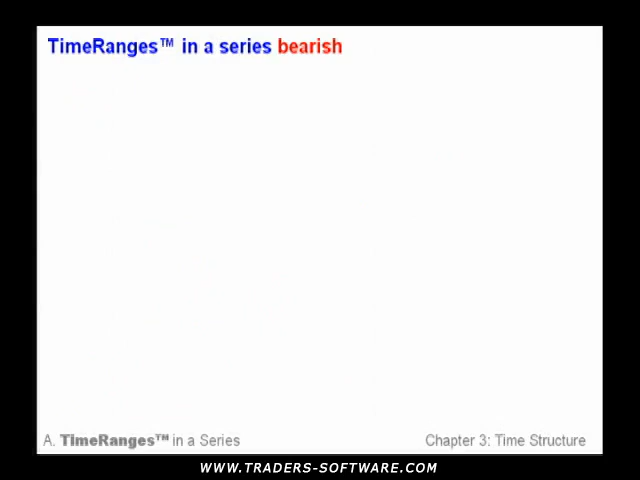 TimeRanges™ in a series bearish
A. TimeRanges™ in a Series Chapter 3: Time Structure
WWW.TRADERS-SOFTWARE.COM